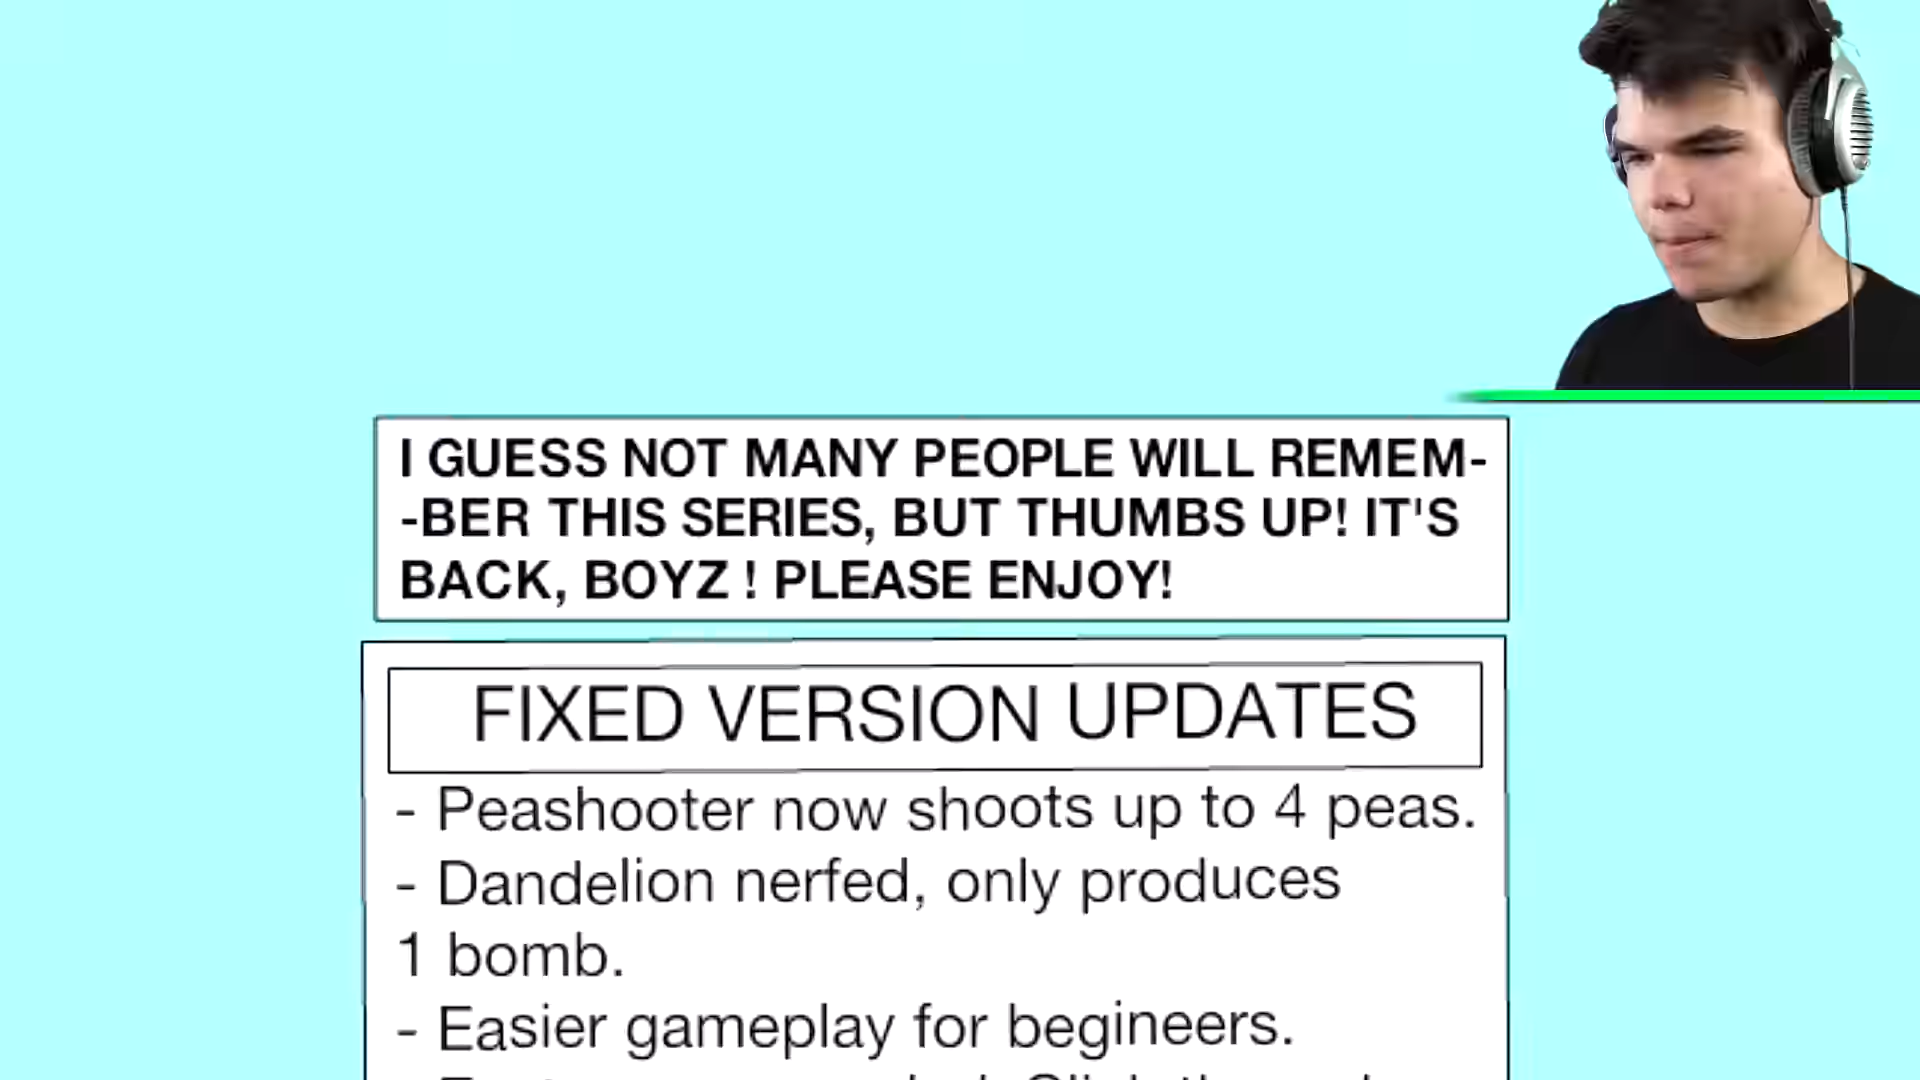 I GUESS NOT MANY PEOPLE WILL REMEM-
-BER THIS SERIES, BUT THUMBS UP! IT'S
BACK, BOYZ ! PLEASE ENJOY!
FIXED VERSION UPDATES
- Peashooter now shoots up to 4 peas.
- Dandelion nerfed, only produces
1 bomb.
- Easier gameplay for begineers.